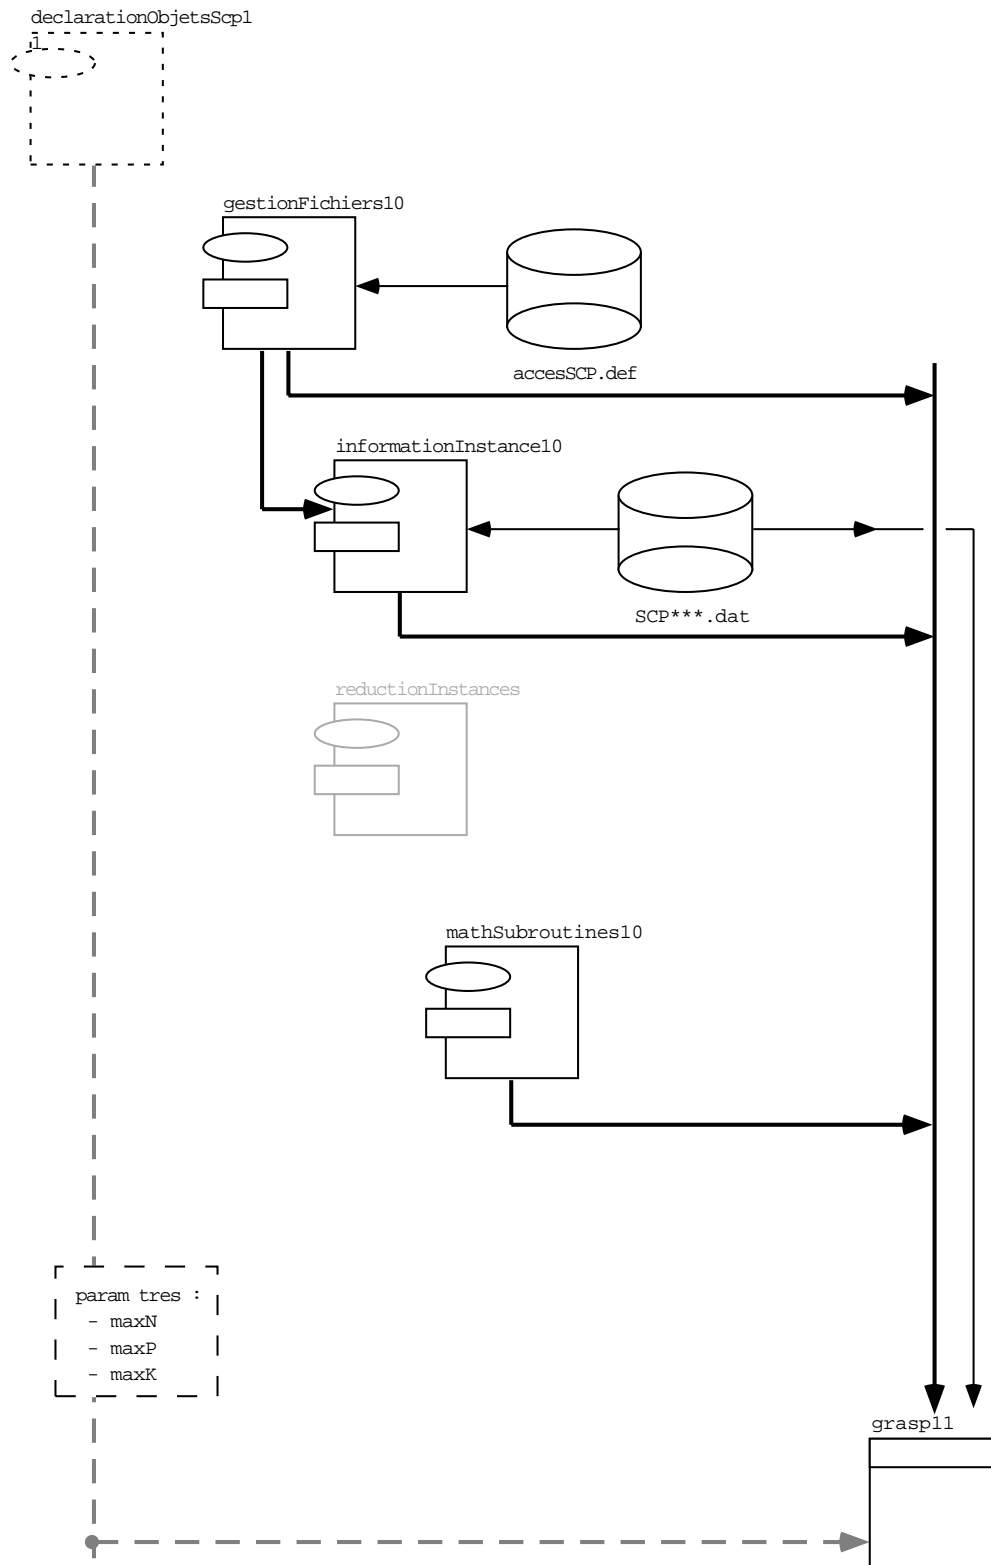 declarationObjetsScp1
1
gestionFichiers10
accesSCP.def
informationInstance10
SCP***.dat
reductionInstances
mathSubroutines10
param tres :
- maxN
- maxP
- maxK
grasp11